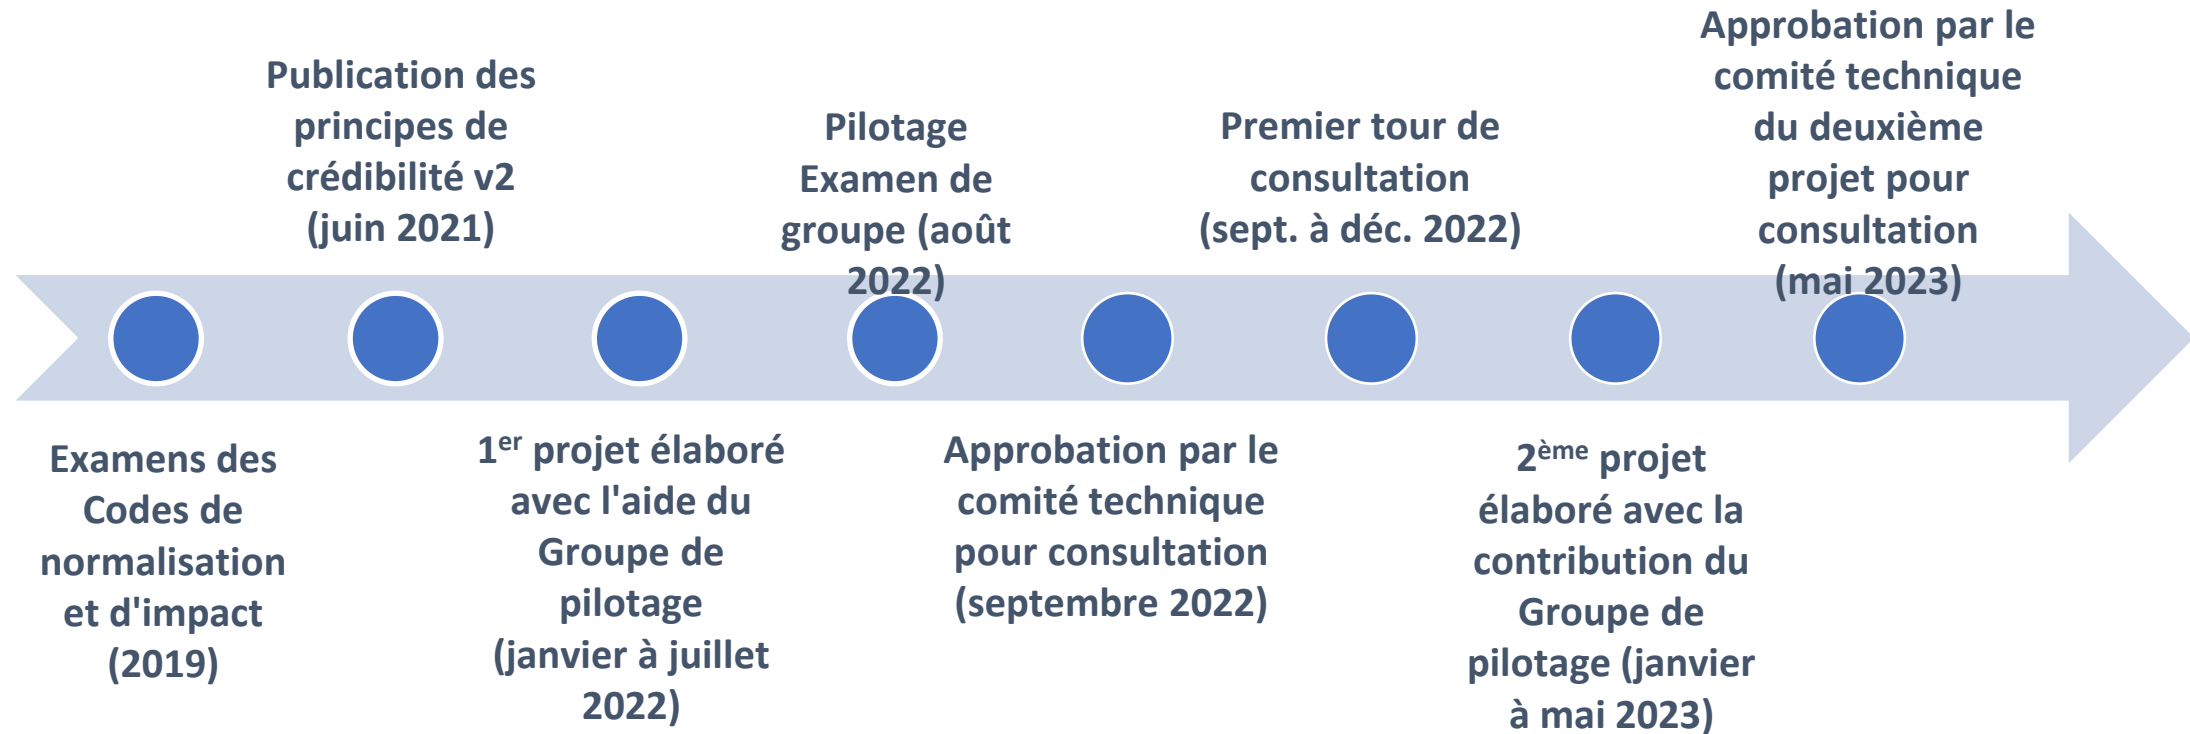 Examens des
Codes de
normalisation
et d'impact
(2019)
Publication des
principes de
crédibilité v2
(juin 2021)
1er projet élaboré
avec l'aide du
Groupe de
pilotage
(janvier à juillet
2022)
Pilotage
Examen de
groupe (août
2022)
Approbation par le
comité technique
pour consultation
(septembre 2022)
Premier tour de
consultation
(sept. à déc. 2022)
2ème projet
élaboré avec la
contribution du
Groupe de
pilotage (janvier
à mai 2023)
Approbation par le
comité technique
du deuxième
projet pour
consultation
(mai 2023)